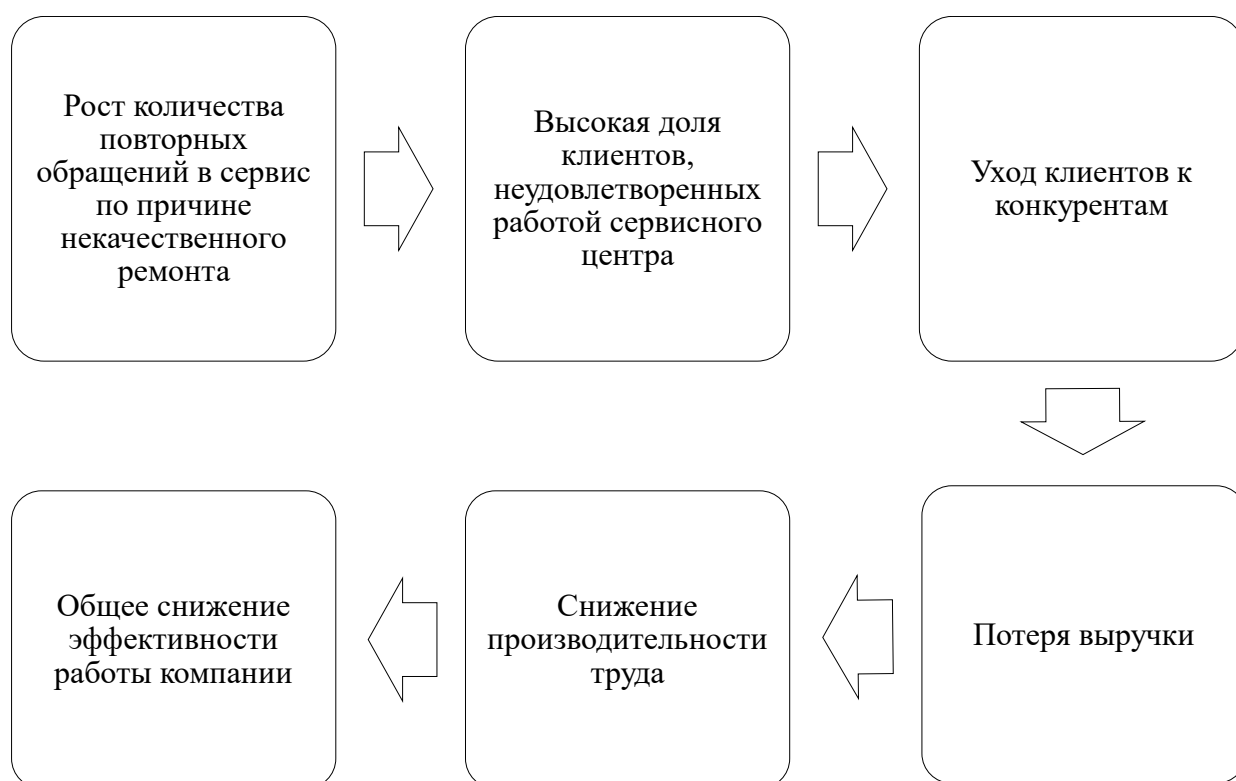 Рост количества
повторных
обращений в сервис
по причине
некачественного
ремонта
Высокая доля
клиентов,
неудовлетворенных
работой сервисного
центра
Уход клиентов к
конкурентам
Потеря выручки
Снижение
производительности
труда
Общее снижение
эффективности
работы компании